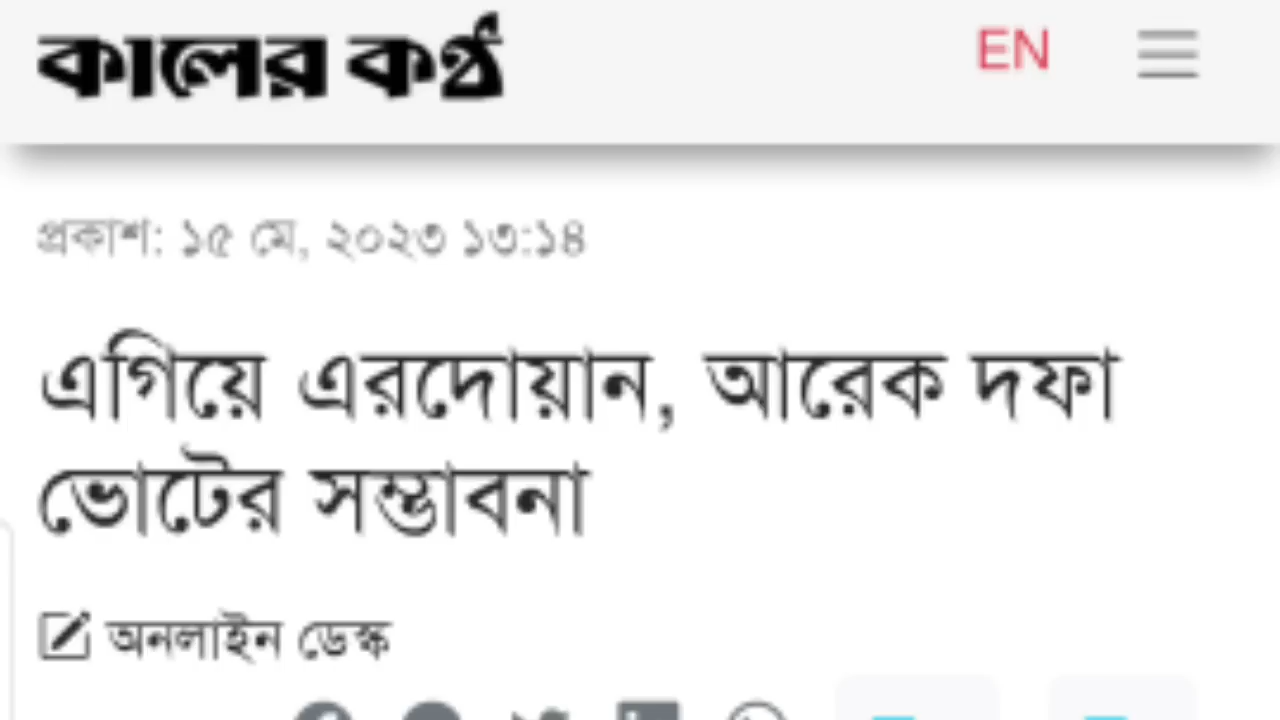 কালের কণ্ঠ
EN
প্রকাশ: ১৫ মে, ২০২৩ ১৩:১৪
এগিয়ে এরদোয়ান, আরেক দফা
ভোটের সম্ভাবনা
অনলাইন ডেস্ক